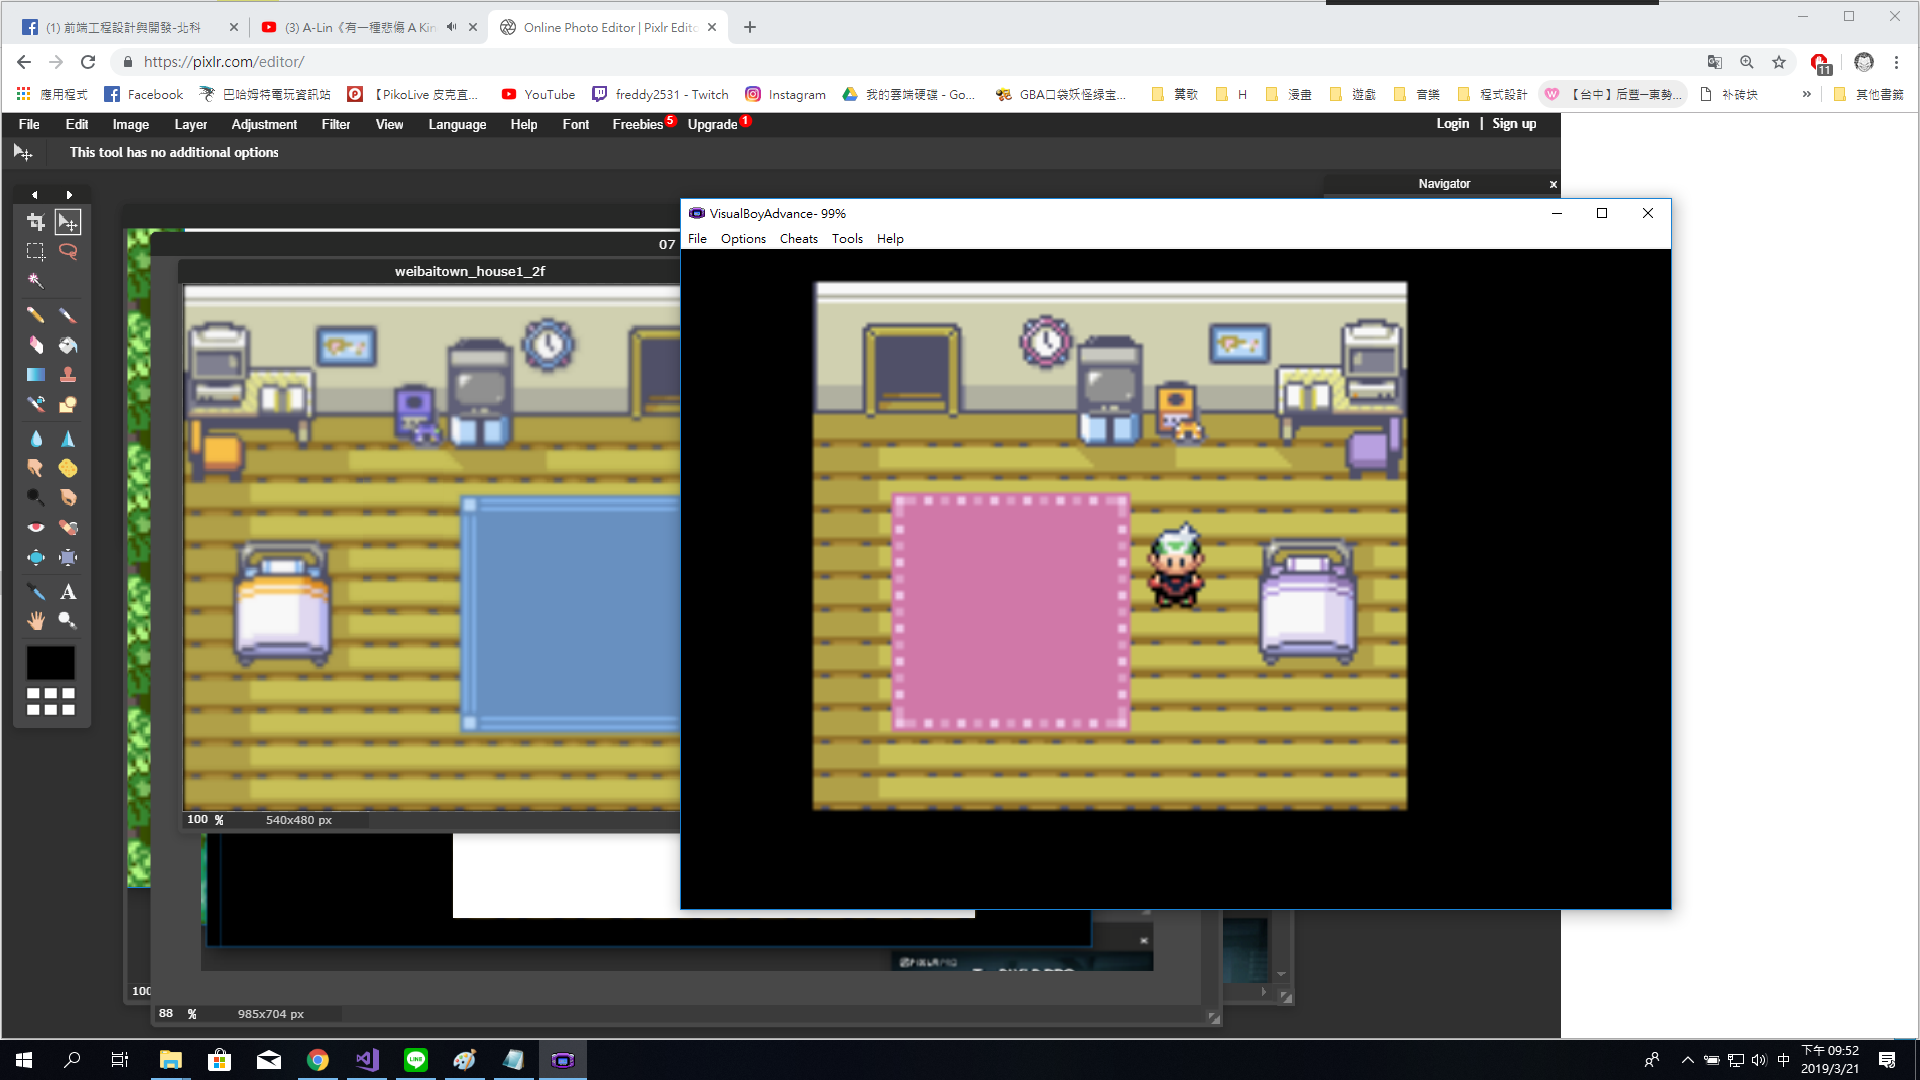 (1) 前端工程設計與開發-北科
(3) A-Lin《有一種悲傷 A Kin
Online Photo Editor | Pixlr Edito
https://pixlr.com/editor/
11
應用程式
Facebook
巴哈姆特電玩資訊站
【PikoLive 皮克直...
YouTube
freddy2531 - Twitch
Instagram
我的雲端硬碟 - Go...
GBA口袋妖怪绿宝...
冀歌
H
漫畫
遊戲
音樂
程式設計
【台中】后豐─東勢...
补砖块
»
其他書籤
File Edit Image Layer Adjustment Filter View Language Help Font Freebies 5 Upgrade 1
Login | Sign up
This tool has no additional options
Navigator
VisualBoyAdvance- 99%
File Options Cheats Tools Help
07
weibaitown_house1_2f
100 % 540x480 px
100
88 % 985x704 px
中
下午 09:52
2019/3/21